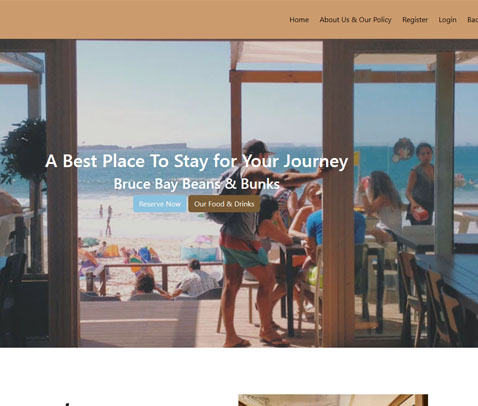 Home About Us & Our Policy Register Login
A Best Place To Stay for Your Journey
Bruce Bay Beans & Bunks
Reserve Now Our Food & Drinks